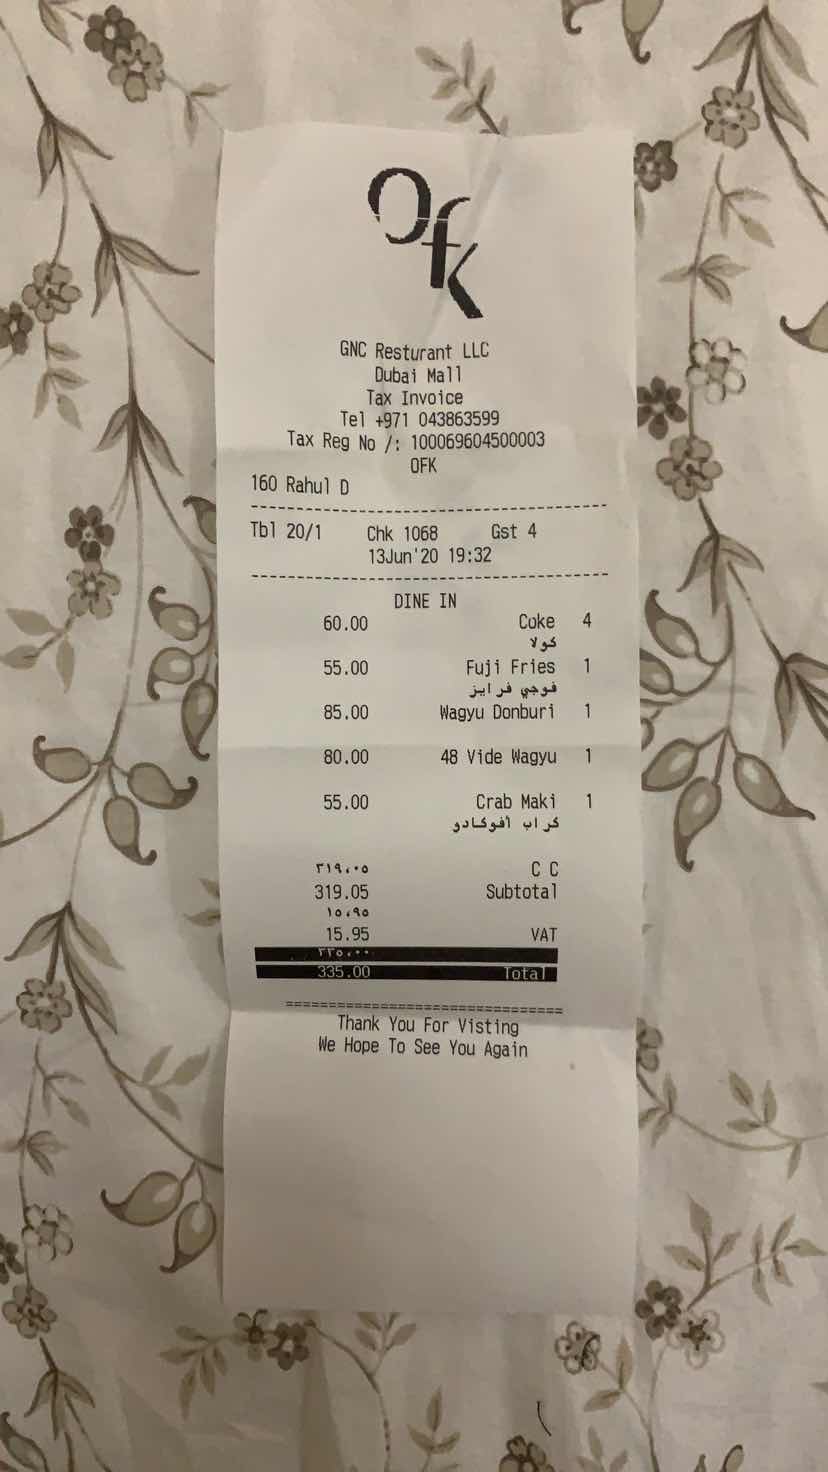 Ofk
GNC Resturant LLC
Dubai Mall
Tax Invoice
Tel +971 043863599
Tax Reg No /: 100069604500003
OFK
160 Rahul D
Tbl 20/1 Chk 1068 Gst 4
13Jun'20 19:32
DINE IN
60.00 Coke 4
كولا
55.00 Fuji Fries 1
فوجي فرايز
85.00 Wagyu Donburi 1
80.00 48 Vide Wagyu 1
55.00 Crab Maki 1
كراب أفوكادو
٣١٩،٠٥ C C
319.05 Subtotal
١٥،٩٥
15.95 VAT
٣٣٥،٠٠
335.00 Total
Thank You For Visting
We Hope To See You Again